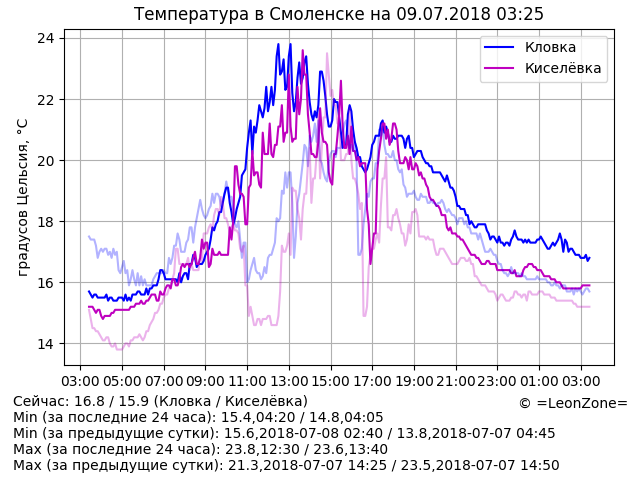 Температура в Смоленске на 09.07.2018 03:25
градусов Цельсия, °C
24
22
20
18
16
14
Кловка
Киселёвка
03:00 05:00 07:00 09:00 11:00 13:00 15:00 17:00 19:00 21:00 23:00 01:00 03:00
Сейчас: 16.8 / 15.9 (Кловка / Киселёвка)
© =LeonZone=
Min (за последние 24 часа): 15.4,04:20 / 14.8,04:05
Min (за предыдущие сутки): 15.6,2018-07-08 02:40 / 13.8,2018-07-07 04:45
Max (за последние 24 часа): 23.8,12:30 / 23.6,13:40
Max (за предыдущие сутки): 21.3,2018-07-07 14:25 / 23.5,2018-07-07 14:50